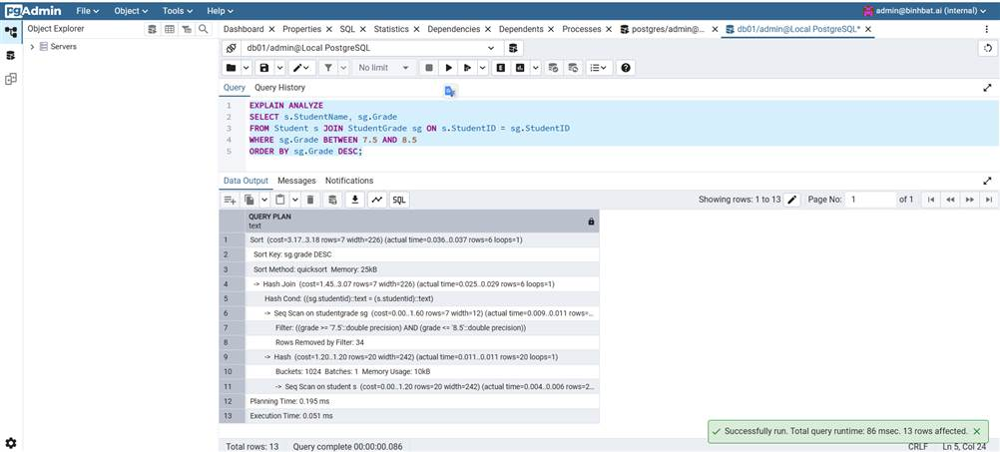 pgAdmin File Object Tools Help admin@binhbat.ai (internal)
Object Explorer
Servers
Dashboard Properties SQL Statistics Dependencies Dependents Processes postgres/admin@... db01/admin@Local PostgreSQL*
db01/admin@Local PostgreSQL
No limit
Query Query History
1 EXPLAIN ANALYZE
2 SELECT s.StudentName, sg.Grade
3 FROM Student s JOIN StudentGrade sg ON s.StudentID = sg.StudentID
4 WHERE sg.Grade BETWEEN 7.5 AND 8.5
5 ORDER BY sg.Grade DESC;
Data Output Messages Notifications
SQL Showing rows: 1 to 13 Page No: 1 of 1
QUERY PLAN
text
1 Sort (cost=3.17..3.18 rows=7 width=226) (actual time=0.036..0.037 rows=6 loops=1)
2 Sort Key: sg.grade DESC
3 Sort Method: quicksort Memory: 25kB
4 -> Hash Join (cost=1.45..3.07 rows=7 width=226) (actual time=0.025..0.029 rows=6 loops=1)
5 Hash Cond: ((sg.studentid)::text = (s.studentid)::text)
6 -> Seq Scan on studentgrade sg (cost=0.00..1.60 rows=7 width=12) (actual time=0.009..0.011 rows=...
7 Filter: ((grade >= '7.5'::double precision) AND (grade <= '8.5'::double precision))
8 Rows Removed by Filter: 34
9 -> Hash (cost=1.20..1.20 rows=20 width=242) (actual time=0.011..0.011 rows=20 loops=1)
10 Buckets: 1024 Batches: 1 Memory Usage: 10kB
11 -> Seq Scan on student s (cost=0.00..1.20 rows=20 width=242) (actual time=0.004..0.006 rows=2...
12 Planning Time: 0.195 ms
13 Execution Time: 0.051 ms
Successfully run. Total query runtime: 86 msec. 13 rows affected.
Total rows: 13 Query complete 00:00:00.086 CRLF Ln 5, Col 24